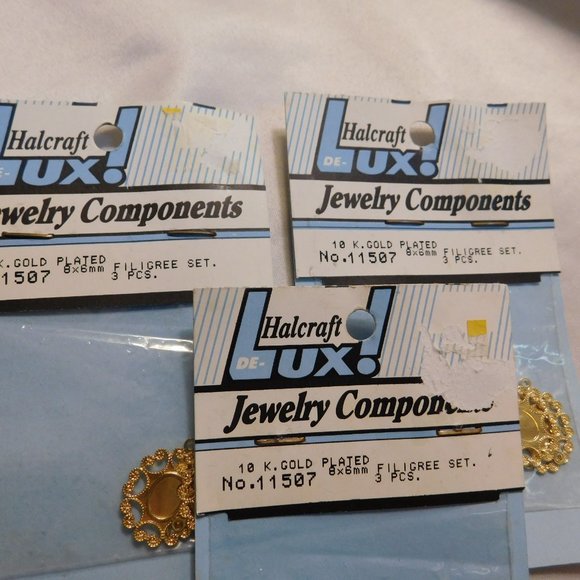 Halcraft
DE-LUX!
ewelry Components
K.GOLD PLATED
11507 8x6mm FILIGREE SET.
3 PCS.
Halcraft
DE-LUX!
Jewelry Components
10 K.GOLD PLATED
No.11507 8x6mm FILIGREE SET.
3 PCS.
Halcraft
DE-LUX!
Jewelry Components
10 K.GOLD PLATED
No.11507 8x6mm FILIGREE SET.
3 PCS.